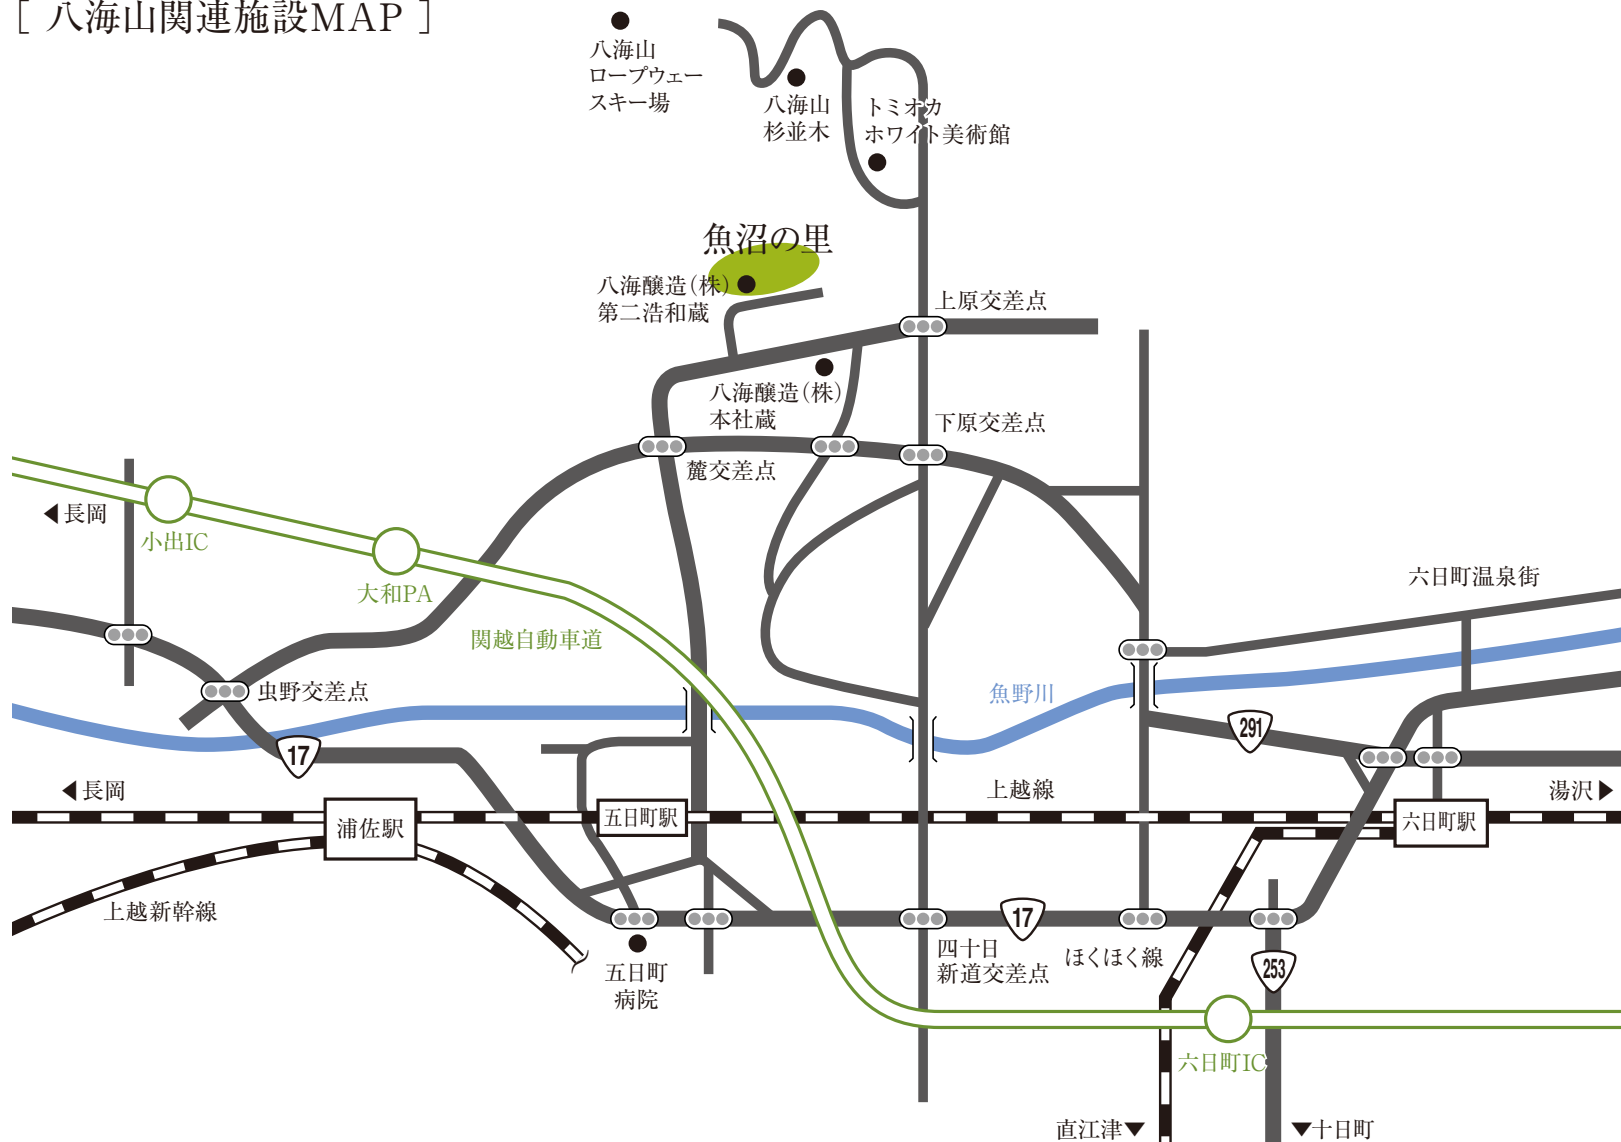 [ 八海山関連施設MAP ]
八海山
ロープウェー
スキー場
八海山
杉並木
トミオカ
ホワイト美術館
魚沼の里
八海醸造(株)
第二浩和蔵
上原交差点
八海醸造(株)
本社蔵
下原交差点
麓交差点
◀長岡
小出IC
大和PA
関越自動車道
六日町温泉街
虫野交差点
魚野川
17
291
◀長岡
上越線
湯沢▶
浦佐駅
五日町駅
六日町駅
上越新幹線
17
四十日
新道交差点
ほくほく線
253
五日町
病院
六日町IC
直江津▼
▼十日町